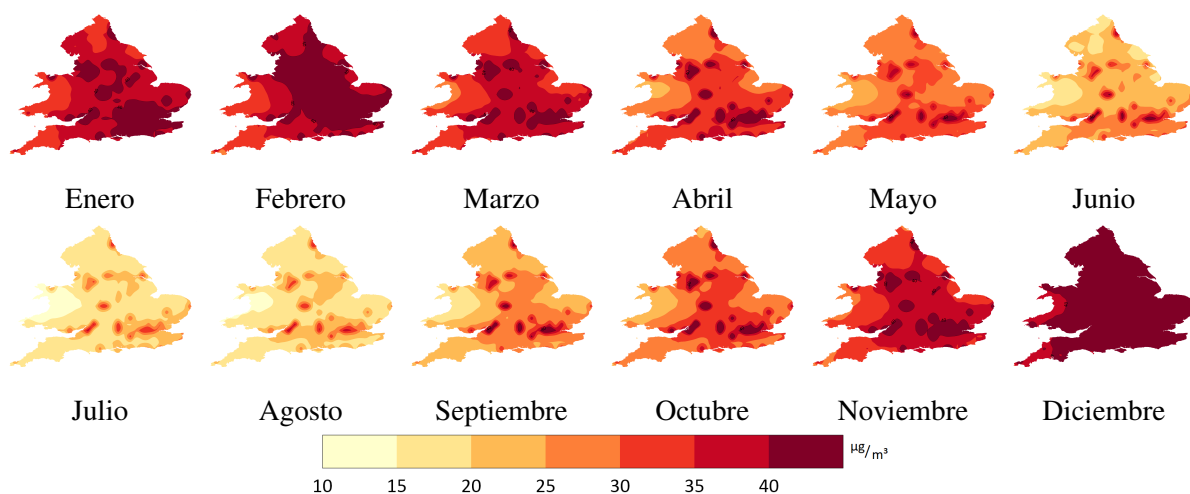 Enero Febrero Marzo Abril Mayo Junio
Julio Agosto Septiembre Octubre Noviembre Diciembre
µg/m³
10 15 20 25 30 35 40